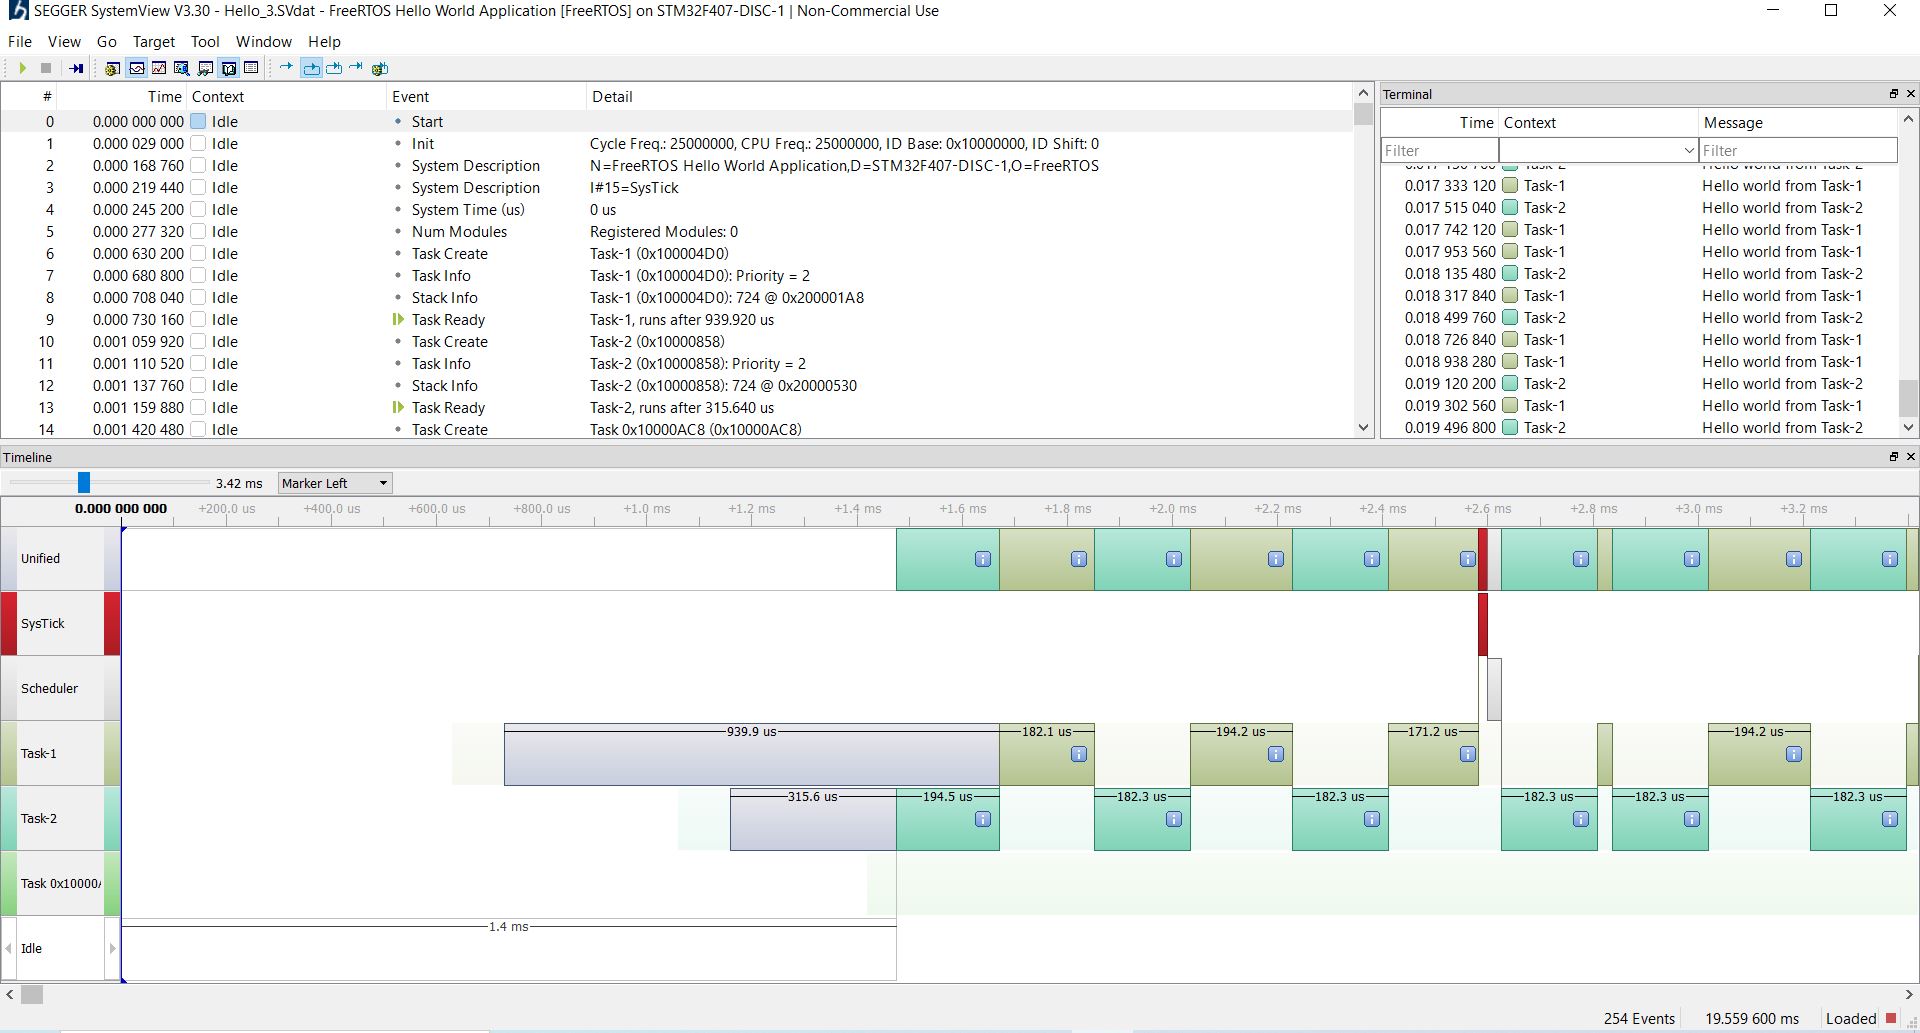 SEGGER SystemView V3.30 - Hello_3.SVdat - FreeRTOS Hello World Application [FreeRTOS] on STM32F407-DISC-1 | Non-Commercial Use
File View Go Target Tool Window Help
# Time Context Event Detail
0 0.000 000 000 Idle Start
1 0.000 029 000 Idle Init Cycle Freq.: 25000000, CPU Freq.: 25000000, ID Base: 0x10000000, ID Shift: 0
2 0.000 168 760 Idle System Description N=FreeRTOS Hello World Application,D=STM32F407-DISC-1,O=FreeRTOS
3 0.000 219 440 Idle System Description I#15=SysTick
4 0.000 245 200 Idle System Time (us) 0 us
5 0.000 277 320 Idle Num Modules Registered Modules: 0
6 0.000 630 200 Idle Task Create Task-1 (0x100004D0)
7 0.000 680 800 Idle Task Info Task-1 (0x100004D0): Priority = 2
8 0.000 708 040 Idle Stack Info Task-1 (0x100004D0): 724 @ 0x200001A8
9 0.000 730 160 Idle Task Ready Task-1, runs after 939.920 us
10 0.001 059 920 Idle Task Create Task-2 (0x10000858)
11 0.001 110 520 Idle Task Info Task-2 (0x10000858): Priority = 2
12 0.001 137 760 Idle Stack Info Task-2 (0x10000858): 724 @ 0x20000530
13 0.001 159 880 Idle Task Ready Task-2, runs after 315.640 us
14 0.001 420 480 Idle Task Create Task 0x10000AC8 (0x10000AC8)
Terminal
Time Context Message
Filter Filter
0.017 333 120 Task-1 Hello world from Task-1
0.017 515 040 Task-2 Hello world from Task-2
0.017 742 120 Task-1 Hello world from Task-1
0.017 953 560 Task-1 Hello world from Task-1
0.018 135 480 Task-2 Hello world from Task-2
0.018 317 840 Task-1 Hello world from Task-1
0.018 499 760 Task-2 Hello world from Task-2
0.018 726 840 Task-1 Hello world from Task-1
0.018 938 280 Task-1 Hello world from Task-1
0.019 120 200 Task-2 Hello world from Task-2
0.019 302 560 Task-1 Hello world from Task-1
0.019 496 800 Task-2 Hello world from Task-2
Timeline
3.42 ms Marker Left
0.000 000 000 +200.0 us +400.0 us +600.0 us +800.0 us +1.0 ms +1.2 ms +1.4 ms +1.6 ms +1.8 ms +2.0 ms +2.2 ms +2.4 ms +2.6 ms +2.8 ms +3.0 ms +3.2 ms
Unified
SysTick
Scheduler
Task-1 939.9 us 182.1 us 194.2 us 171.2 us 194.2 us
Task-2 315.6 us 194.5 us 182.3 us 182.3 us 182.3 us 182.3 us 182.3 us
Task 0x10000A
Idle 1.4 ms
254 Events 19.559 600 ms Loaded